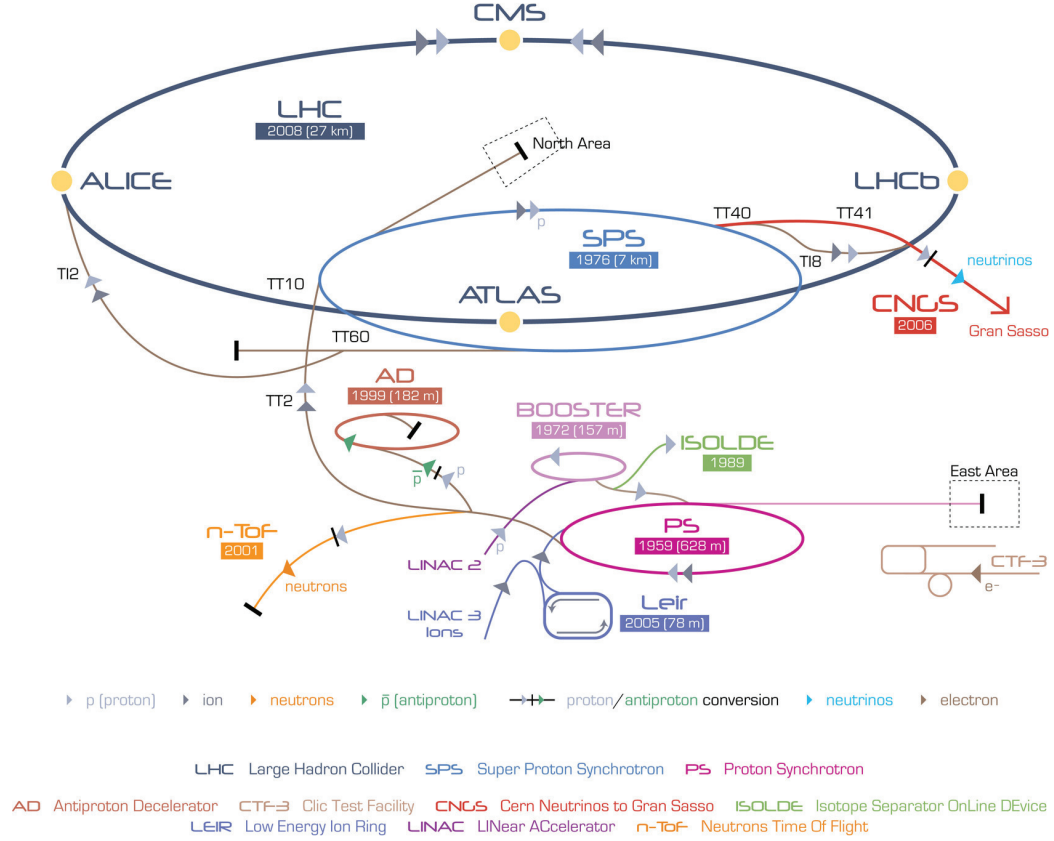 CMS
LHC
2008 (27 km)
North Area
ALICE
LHCb
TT40
TT41
p
SPS
1976 (7 km)
TI8
neutrinos
TI2
TT10
ATLAS
CNGS
2006
Gran Sasso
TT60
AD
1999 (182 m)
TT2
BOOSTER
1972 (157 m)
ISOLDE
1989
p̅
p
East Area
n-ToF
2001
p
PS
1959 (628 m)
LINAC 2
neutrons
CTF3
e-
LINAC 3
Ions
Leir
2005 (78 m)
p (proton)
ion
neutrons
p̅ (antiproton)
proton/antiproton conversion
neutrinos
electron
LHC Large Hadron Collider SPS Super Proton Synchrotron PS Proton Synchrotron
AD Antiproton Decelerator CTF3 Clic Test Facility CNGS Cern Neutrinos to Gran Sasso ISOLDE Isotope Separator OnLine DEvice
LEIR Low Energy Ion Ring LINAC LINear ACcelerator n-ToF Neutrons Time Of Flight